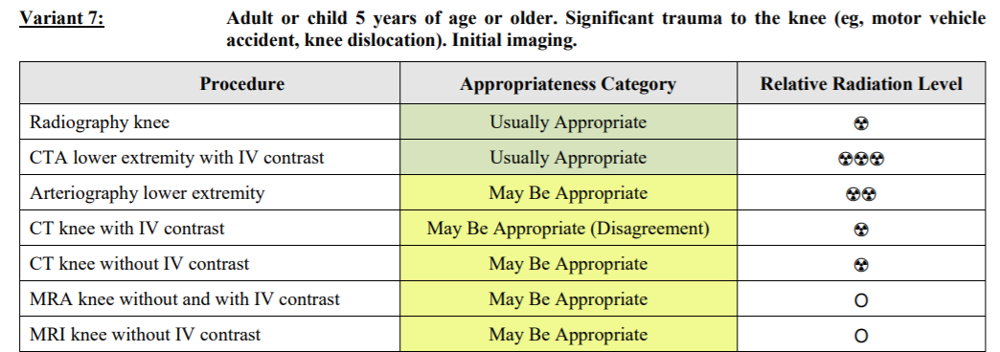 Variant 7: Adult or child 5 years of age or older. Significant trauma to the knee (eg, motor vehicle
accident, knee dislocation). Initial imaging.
Procedure Appropriateness Category Relative Radiation Level
Radiography knee Usually Appropriate ☢
CTA lower extremity with IV contrast Usually Appropriate ☢☢☢
Arteriography lower extremity May Be Appropriate ☢☢
CT knee with IV contrast May Be Appropriate (Disagreement) ☢
CT knee without IV contrast May Be Appropriate ☢
MRA knee without and with IV contrast May Be Appropriate O
MRI knee without IV contrast May Be Appropriate O